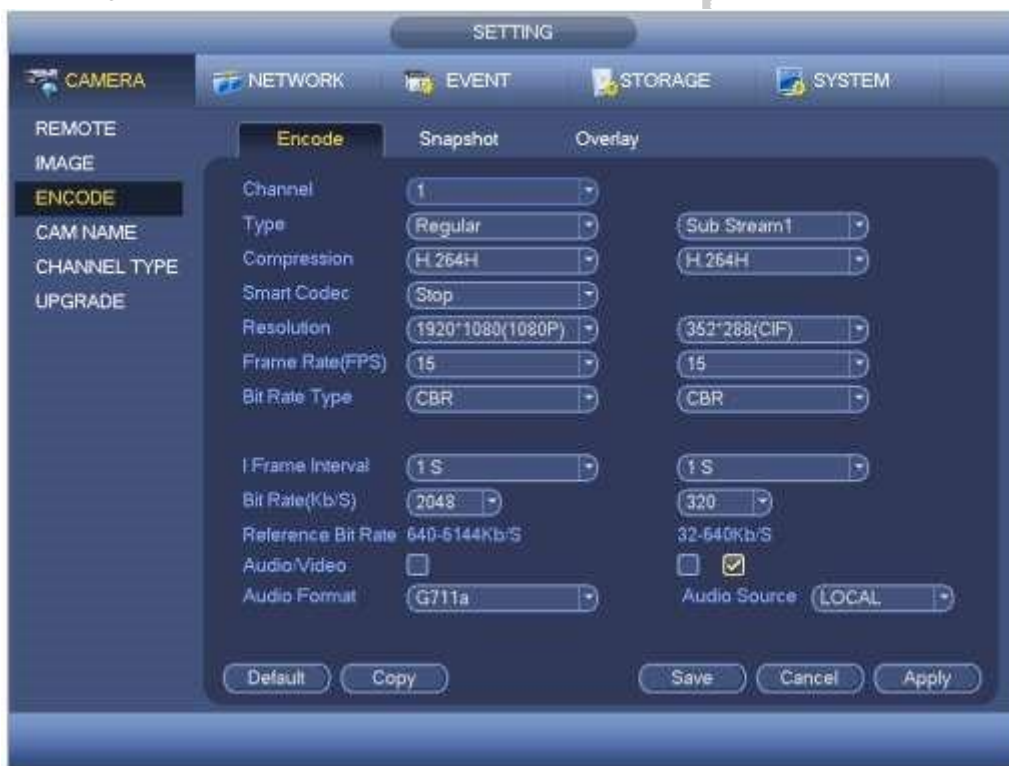 SETTING
CAMERA NETWORK EVENT STORAGE SYSTEM
REMOTE
IMAGE
ENCODE
CAM NAME
CHANNEL TYPE
UPGRADE
Encode Snapshot Overlay
Channel 1
Type Regular Sub Stream1
Compression H.264H H.264H
Smart Codec Stop
Resolution 1920*1080(1080P) 352*288(CIF)
Frame Rate(FPS) 15 15
Bit Rate Type CBR CBR
I Frame Interval 1 S 1 S
Bit Rate(Kb/S) 2048 320
Reference Bit Rate 640-6144Kb/S 32-640Kb/S
Audio/Video
Audio Format G711a Audio Source LOCAL
Default Copy Save Cancel Apply